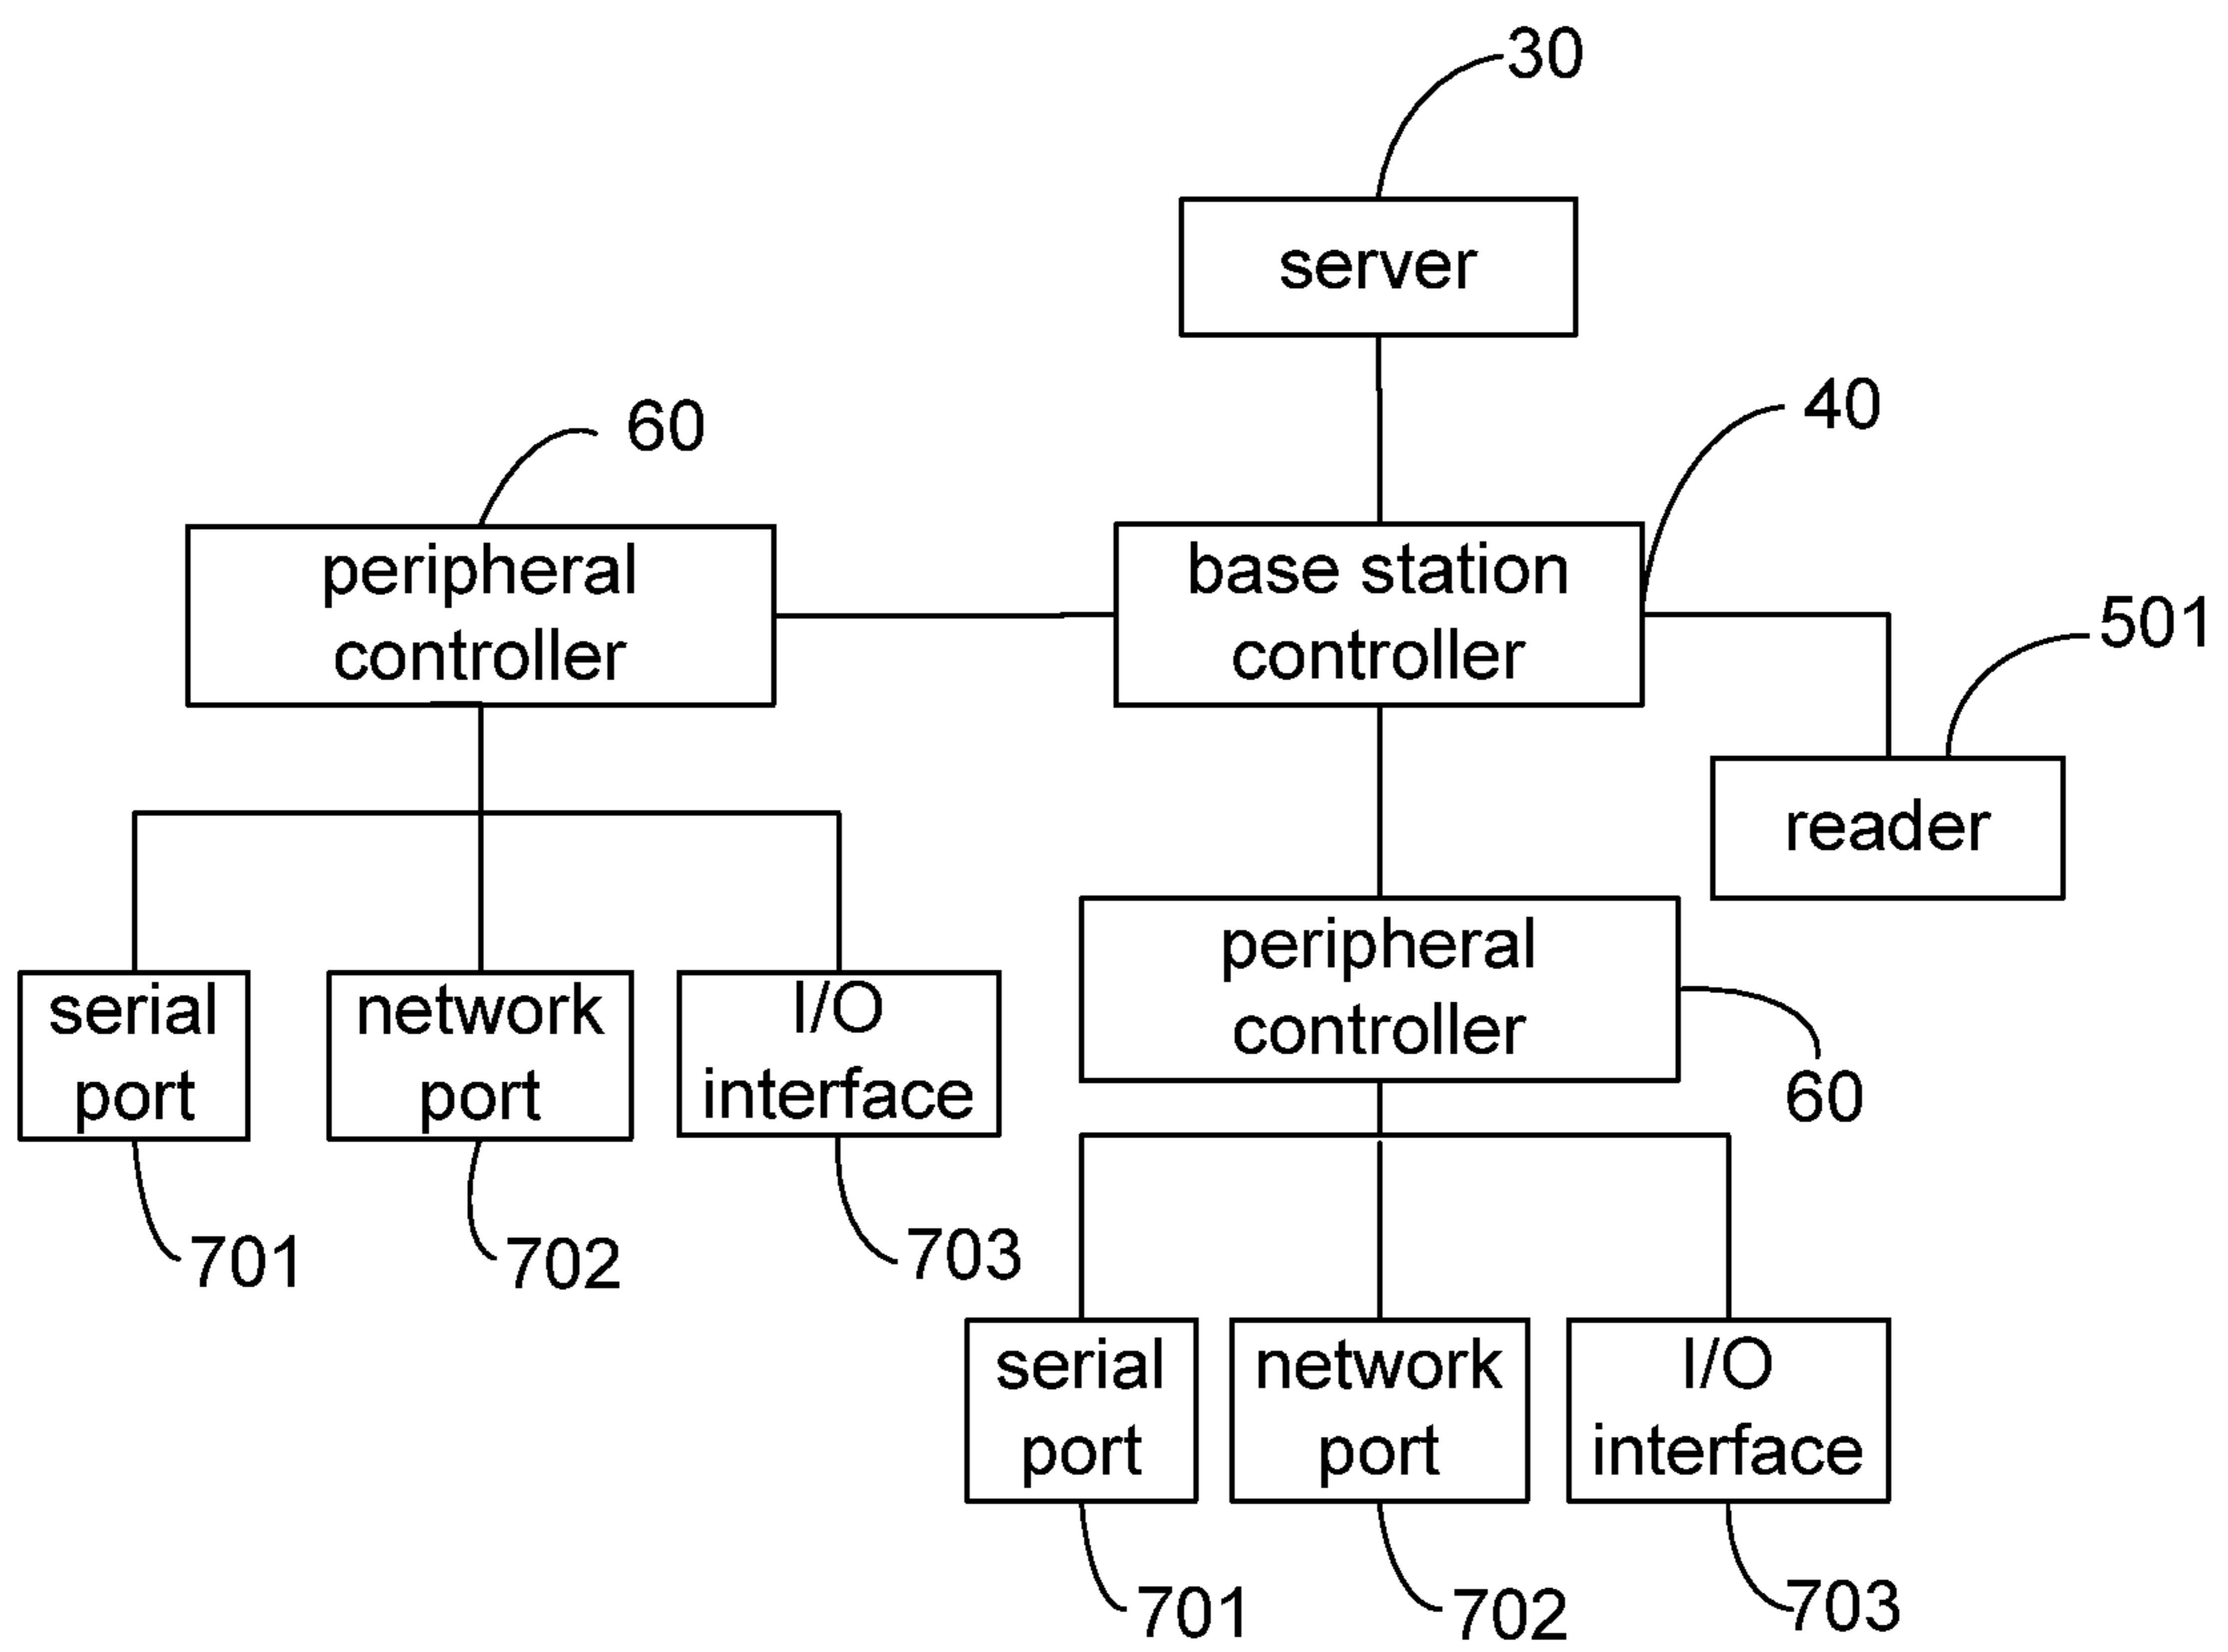 30
server
40
60
peripheral
controller
base station
controller
501
reader
peripheral
controller
60
serial
port
network
port
I/O
interface
701
702
703
serial
port
network
port
I/O
interface
701
702
703